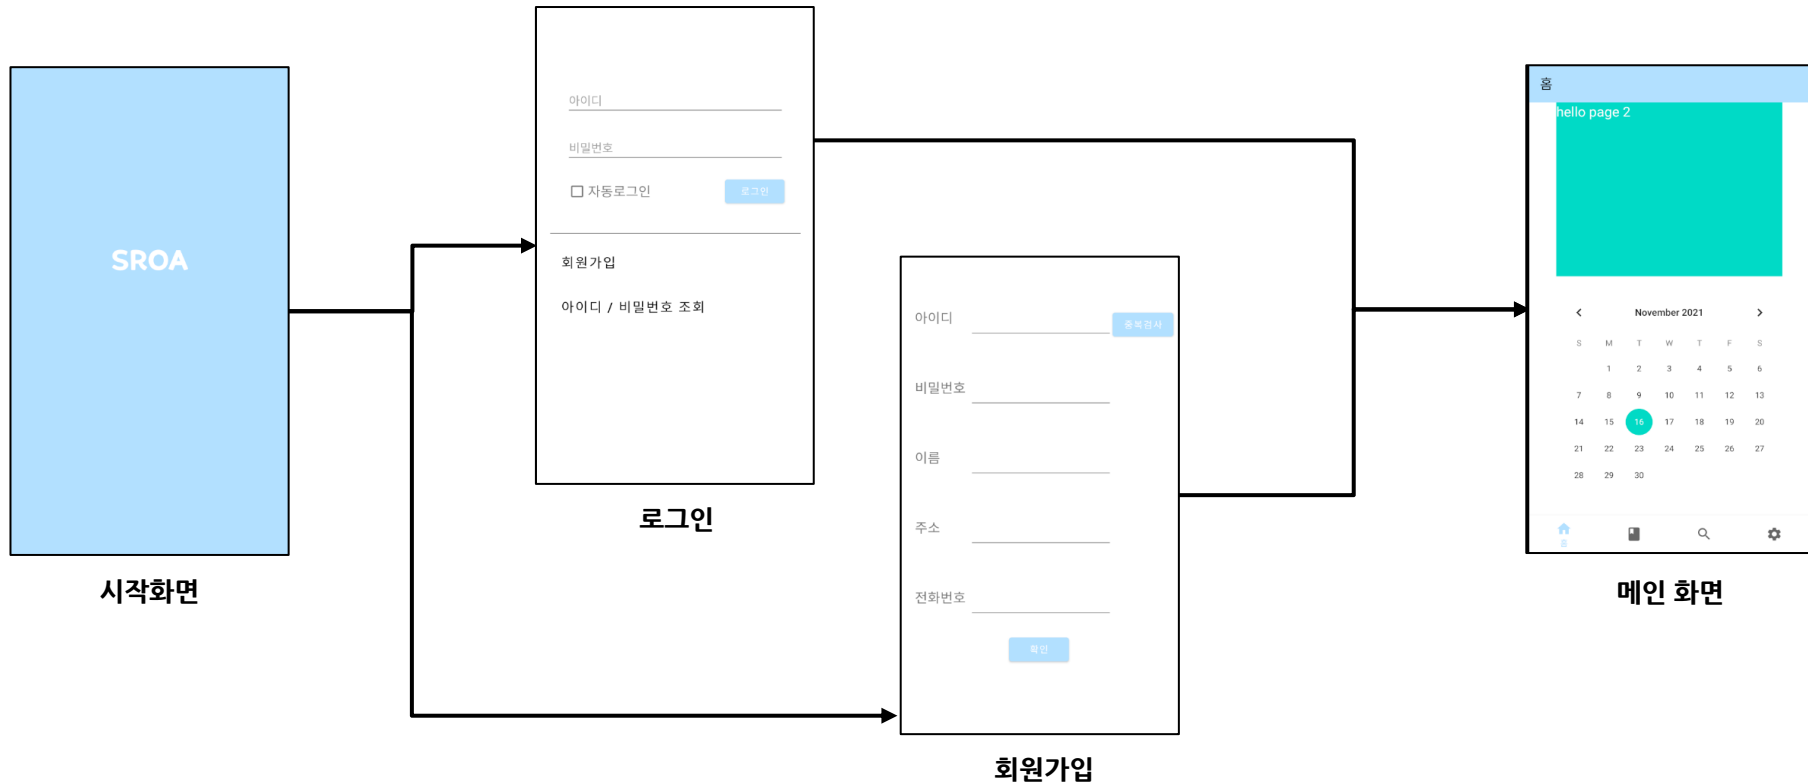 SROA
시작화면
아이디
비밀번호
자동로그인 로그인
회원가입
아이디 / 비밀번호 조회
로그인
아이디 중복검사
비밀번호
이름
주소
전화번호
확인
회원가입
홈
hello page 2
November 2021
S M T W T F S
1 2 3 4 5 6
7 8 9 10 11 12 13
14 15 16 17 18 19 20
21 22 23 24 25 26 27
28 29 30
홈
메인 화면